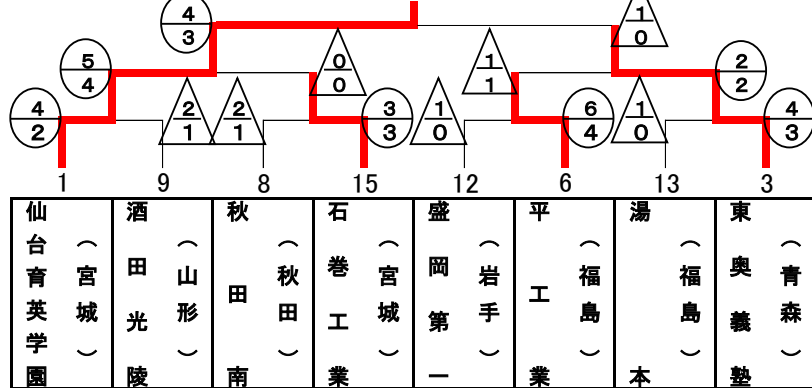 4
3
1
0
5
4
0
0
1
1
2
2
4
2
2
1
2
1
3
3
1
0
6
4
1
0
4
3
1
9
8
15
12
6
13
3
仙台育英学園
（宮城）
酒田光陵
（山形）
秋田南
（秋田）
石巻工業
（宮城）
盛岡第一
（岩手）
平工業
（福島）
湯本
（福島）
東奥義塾
（青森）